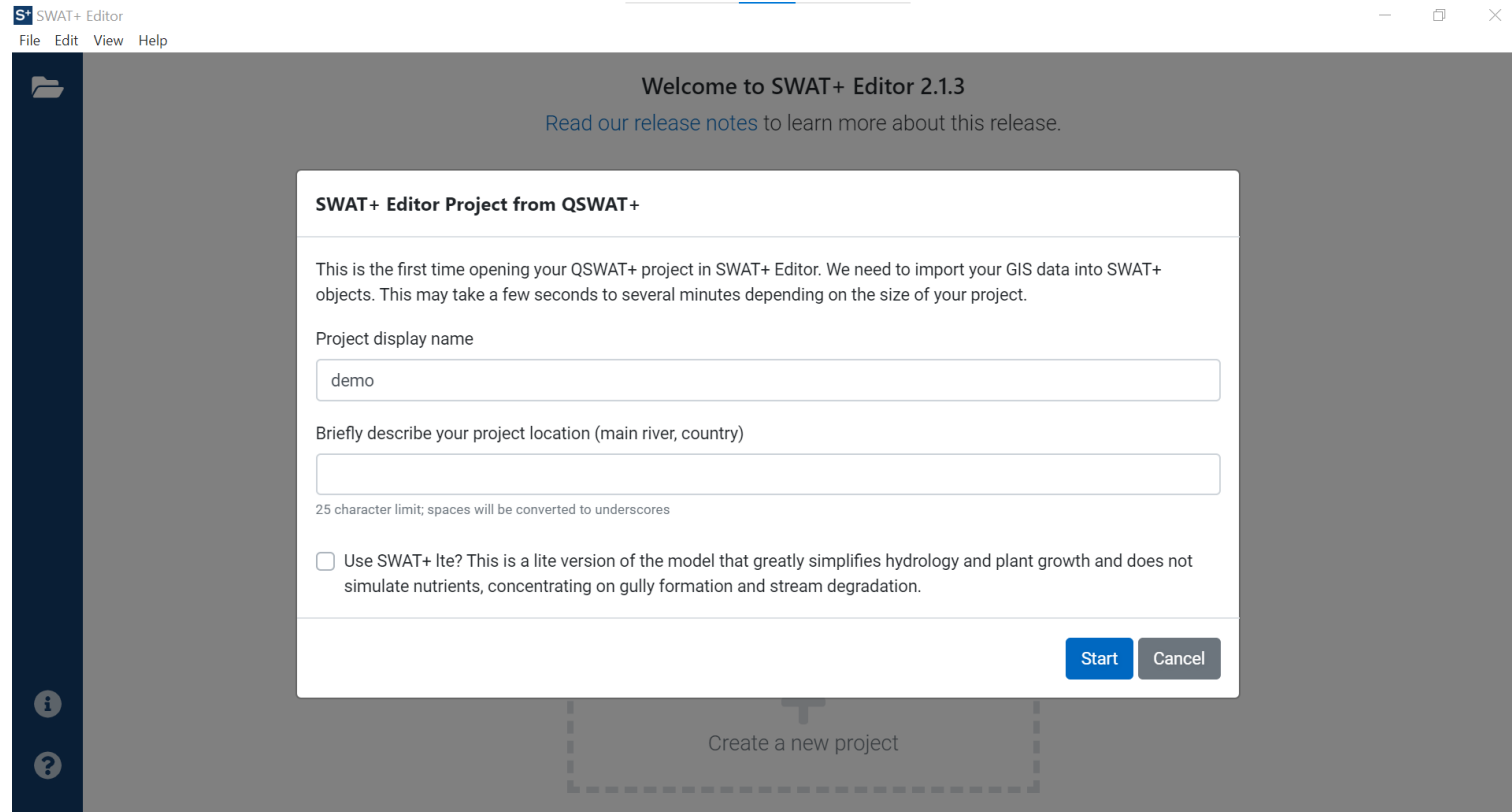 S+ SWAT+ Editor
File Edit View Help
Welcome to SWAT+ Editor 2.1.3
Read our release notes to learn more about this release.
SWAT+ Editor Project from QSWAT+
This is the first time opening your QSWAT+ project in SWAT+ Editor. We need to import your GIS data into SWAT+
objects. This may take a few seconds to several minutes depending on the size of your project.
Project display name
demo
Briefly describe your project location (main river, country)
25 character limit; spaces will be converted to underscores
Use SWAT+ lte? This is a lite version of the model that greatly simplifies hydrology and plant growth and does not
simulate nutrients, concentrating on gully formation and stream degradation.
Start Cancel
Create a new project